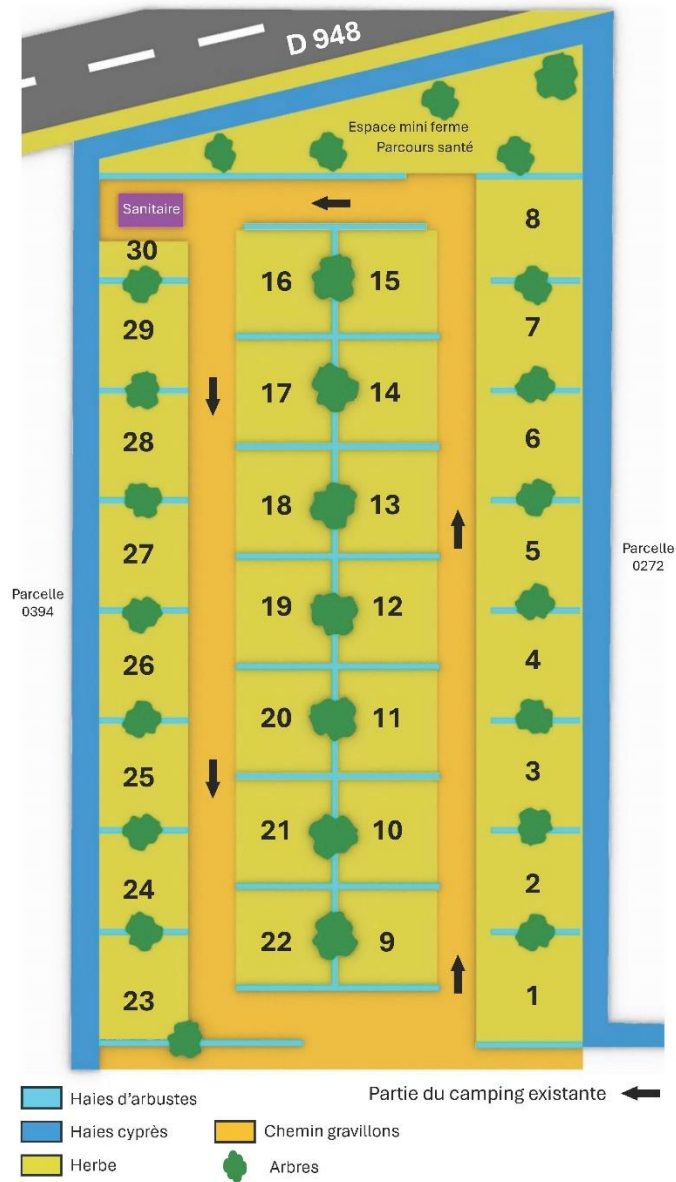 D 948
Espace mini ferme
Parcours santé
Sanitaire
8
30
16
15
7
29
17
14
6
28
18
13
5
27
Parcelle
0394
Parcelle
0272
19
12
4
26
20
11
3
25
21
10
2
24
22
9
1
23
Haies d'arbustes
Partie du camping existante
Haies cyprès
Chemin gravillons
Herbe
Arbres